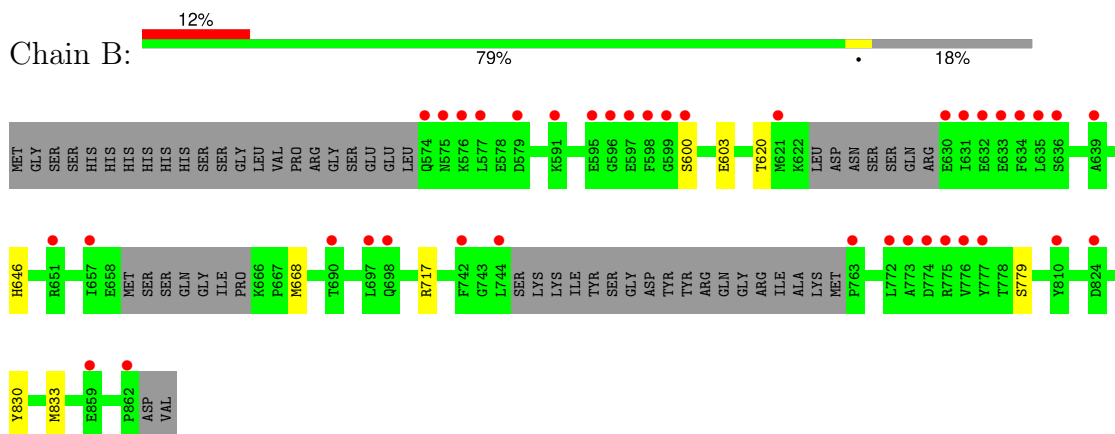 12%
Chain B:
79% • 18%
MET GLY SER SER HIS HIS HIS HIS HIS HIS SER SER GLY LEU VAL PRO ARG GLY SER GLU GLU LEU Q574 N575 K576 L577 E578 D579 K591 E595 G596 E597 F598 G599 S600 E603 T620 M621 K622 LEU ASP ASN SER SER GLN ARG E630 I631 E632 E633 F634 L635 S636 A639
H646 R651 I657 E658 MET SER SER GLN GLY ILE PRO K666 P667 M668 T690 L697 Q698 R717 F742 G743 L744 SER LYS LYS ILE TYR SER GLY ASP TYR TYR ARG GLN GLY ARG ILE ALA LYS MET P763 L772 A773 D774 R775 V776 Y777 T778 S779 Y810 D824
Y830 M833 E859 P862 ASP VAL